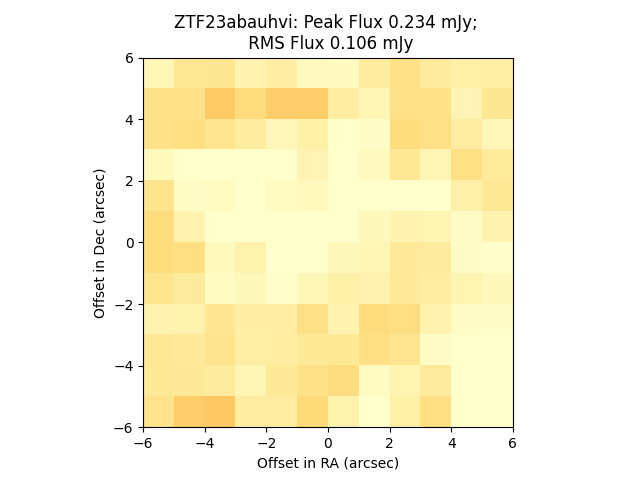 ZTF23abauhvi: Peak Flux 0.234 mJy;
RMS Flux 0.106 mJy
6
4
2
0
−2
−4
−6
Offset in Dec (arcsec)
−6 −4 −2 0 2 4 6
Offset in RA (arcsec)